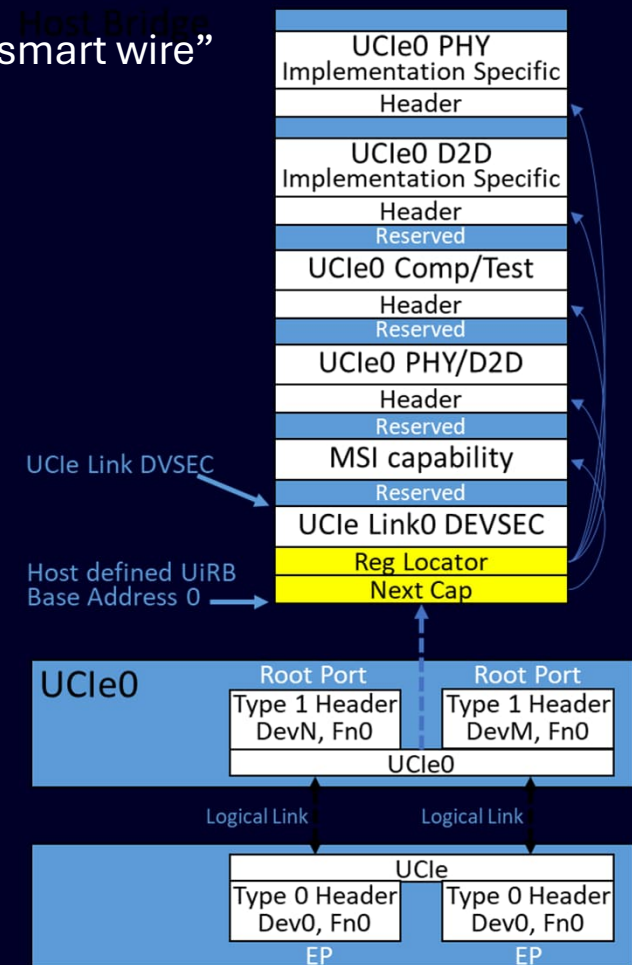 Host Bridge
smart wire”
UCIe0 PHY
Implementation Specific
Header
UCIe0 D2D
Implementation Specific
Header
Reserved
UCIe0 Comp/Test
Header
Reserved
UCIe0 PHY/D2D
Header
Reserved
MSI capability
Reserved
UCIe Link DVSEC
UCIe Link0 DEVSEC
Reg Locator
Host defined UiRB
Base Address 0
Next Cap
UCIe0
Root Port
Root Port
Type 1 Header
DevN, Fn0
Type 1 Header
DevM, Fn0
UCIe0
Logical Link
Logical Link
UCIe
Type 0 Header
Dev0, Fn0
Type 0 Header
Dev0, Fn0
EP
EP